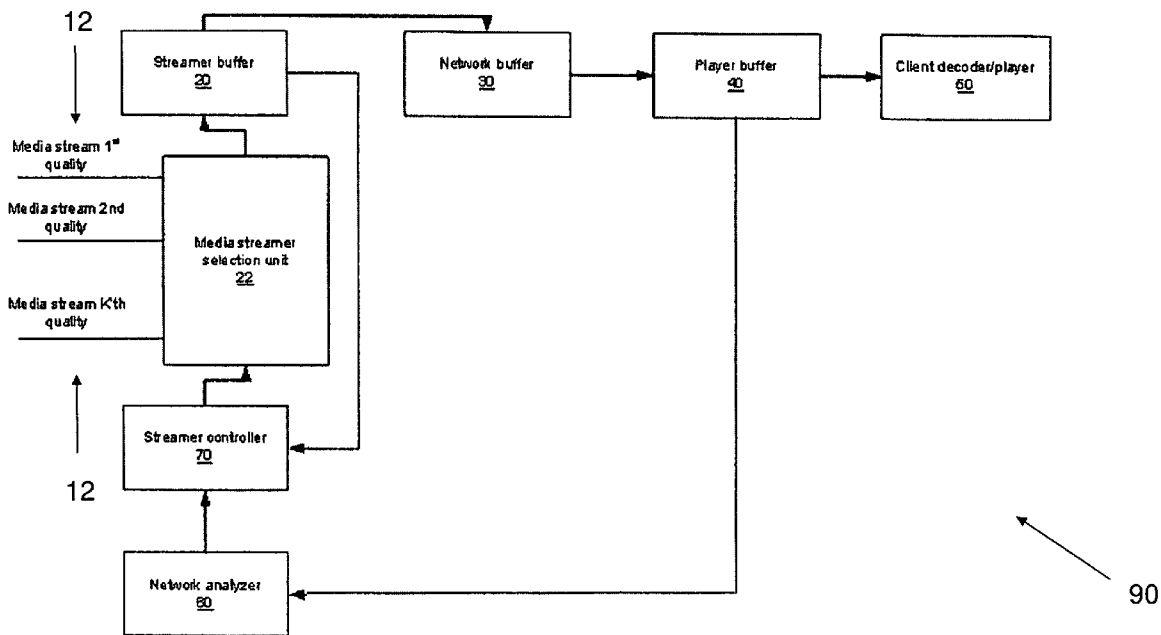 12
Streamer buffer
20
Network buffer
30
Player buffer
40
Client decoder/player
50
Media stream 1st
quality
Media stream 2nd
quality
Media stream K'th
quality
Media streamer
selection unit
22
Streamer controller
70
12
Network analyzer
60
90